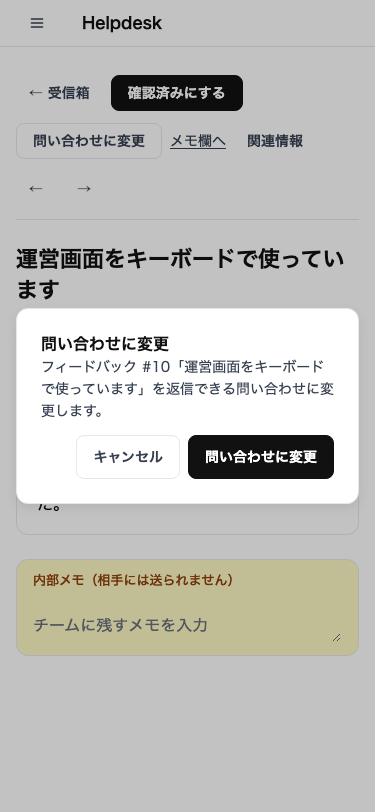 Helpdesk
← 受信箱
確認済みにする
問い合わせに変更
メモ欄へ
関連情報
← →
運営画面をキーボードで使ってい
ます
問い合わせに変更
フィードバック #10「運営画面をキーボード
で使っています」を返信できる問い合わせに変
更します。
キャンセル
問い合わせに変更
た。
内部メモ（相手には送られません）
チームに残すメモを入力